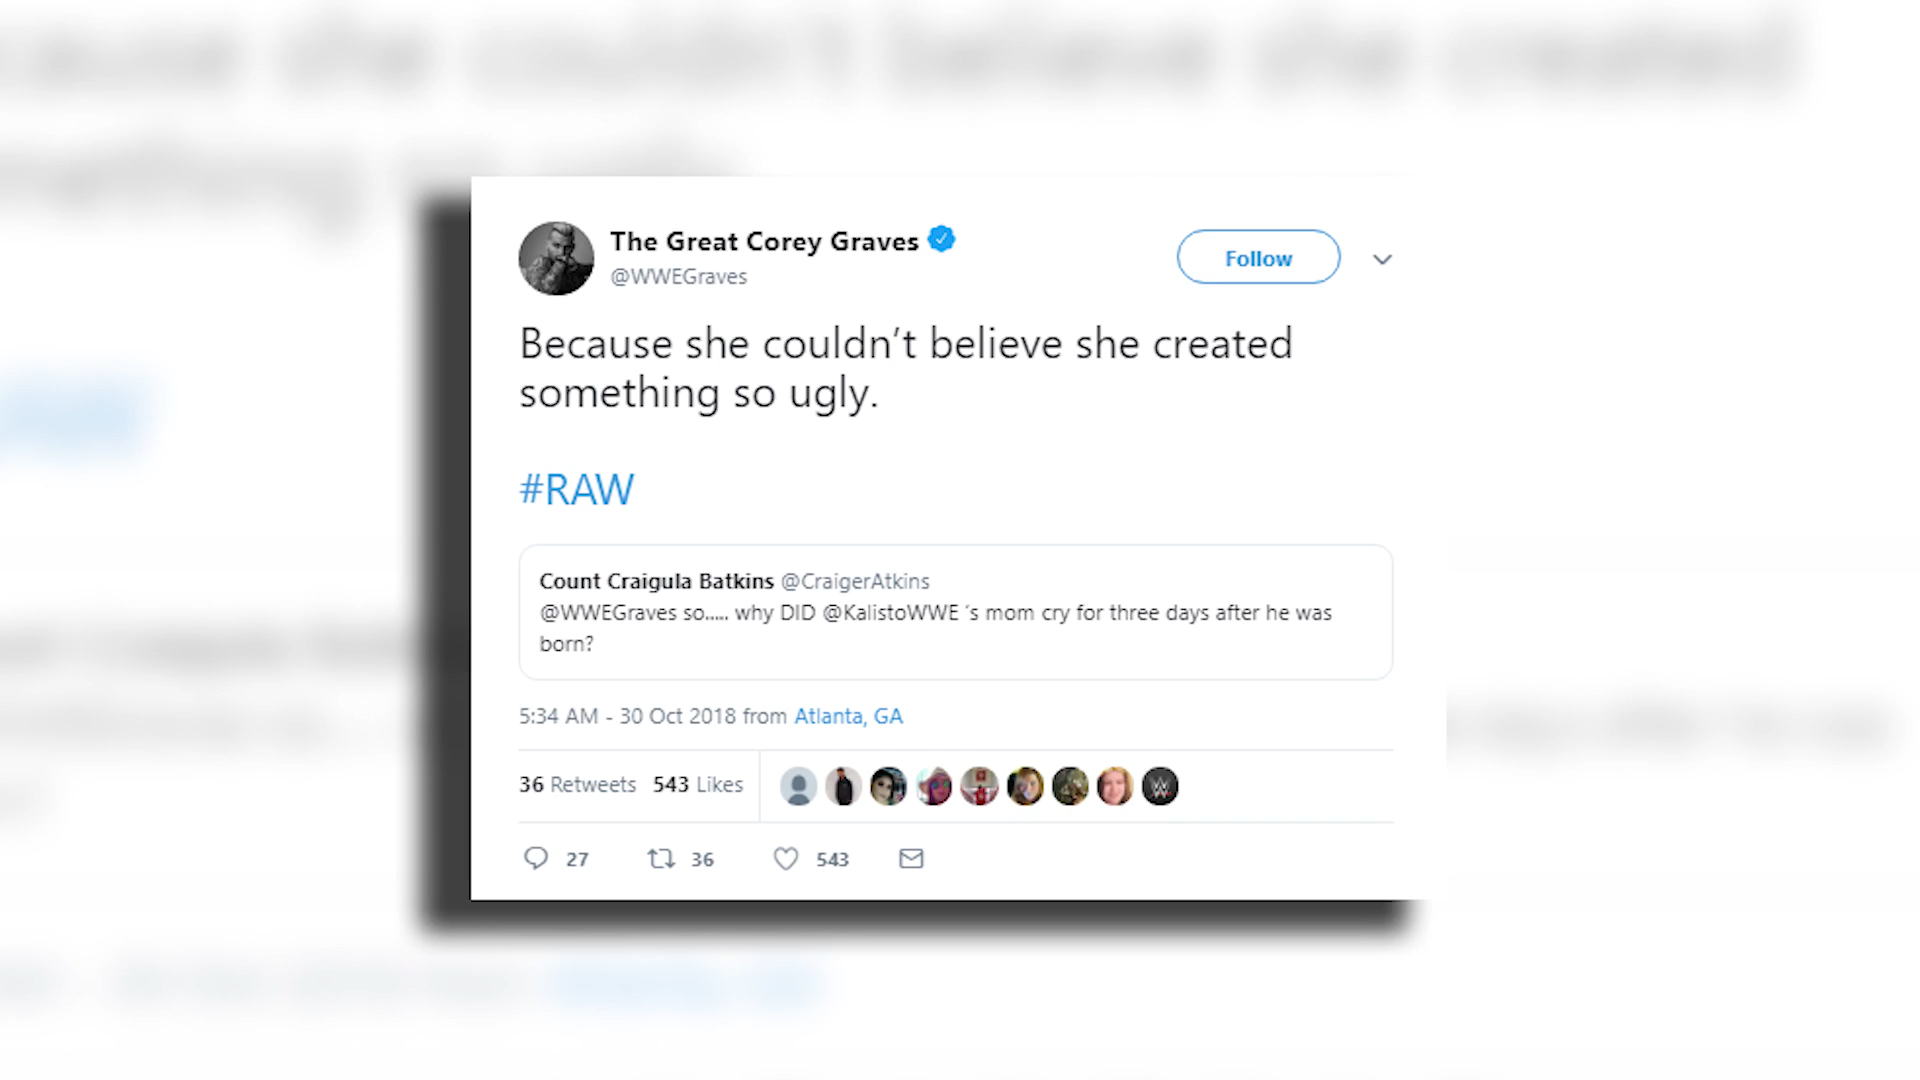 The Great Corey Graves
@WWEGraves
Follow
Because she couldn’t believe she created
something so ugly.
#RAW
Count Craigula Batkins @CraigerAtkins
@WWEGraves so..... why DID @KalistoWWE ‘s mom cry for three days after he was
born?
5:34 AM - 30 Oct 2018 from Atlanta, GA
36 Retweets 543 Likes
27 36 543